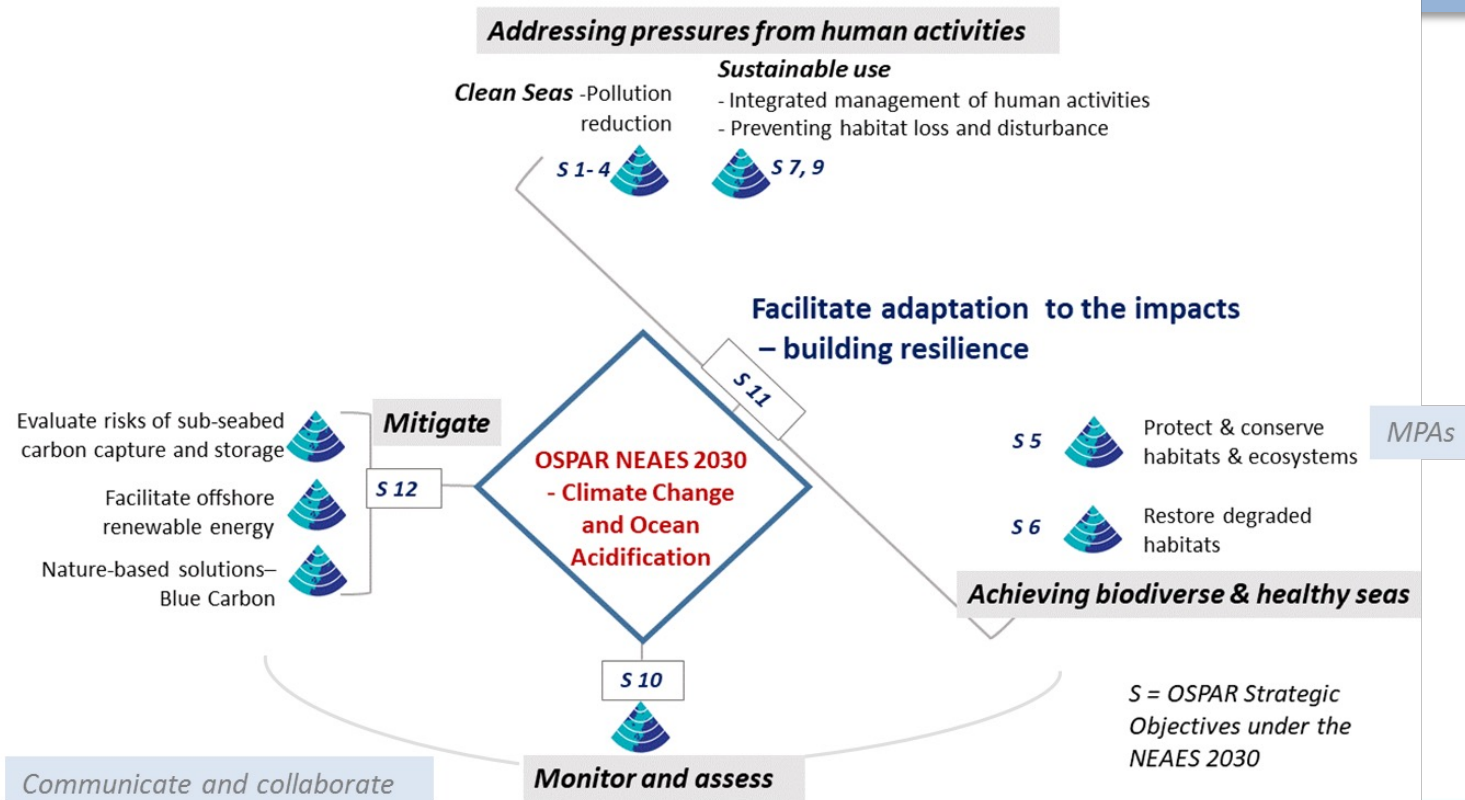 Addressing pressures from human activities
Clean Seas -Pollution
reduction
S 1- 4
Sustainable use
- Integrated management of human activities
- Preventing habitat loss and disturbance
S 7, 9
Facilitate adaptation to the impacts
– building resilience
S 11
Mitigate
Evaluate risks of sub-seabed
carbon capture and storage
Facilitate offshore
renewable energy
Nature-based solutions–
Blue Carbon
S 12
OSPAR NEAES 2030
- Climate Change
and Ocean
Acidification
S 5
Protect & conserve
habitats & ecosystems
MPAs
S 6
Restore degraded
habitats
Achieving biodiverse & healthy seas
S 10
Monitor and assess
S = OSPAR Strategic
Objectives under the
NEAES 2030
Communicate and collaborate